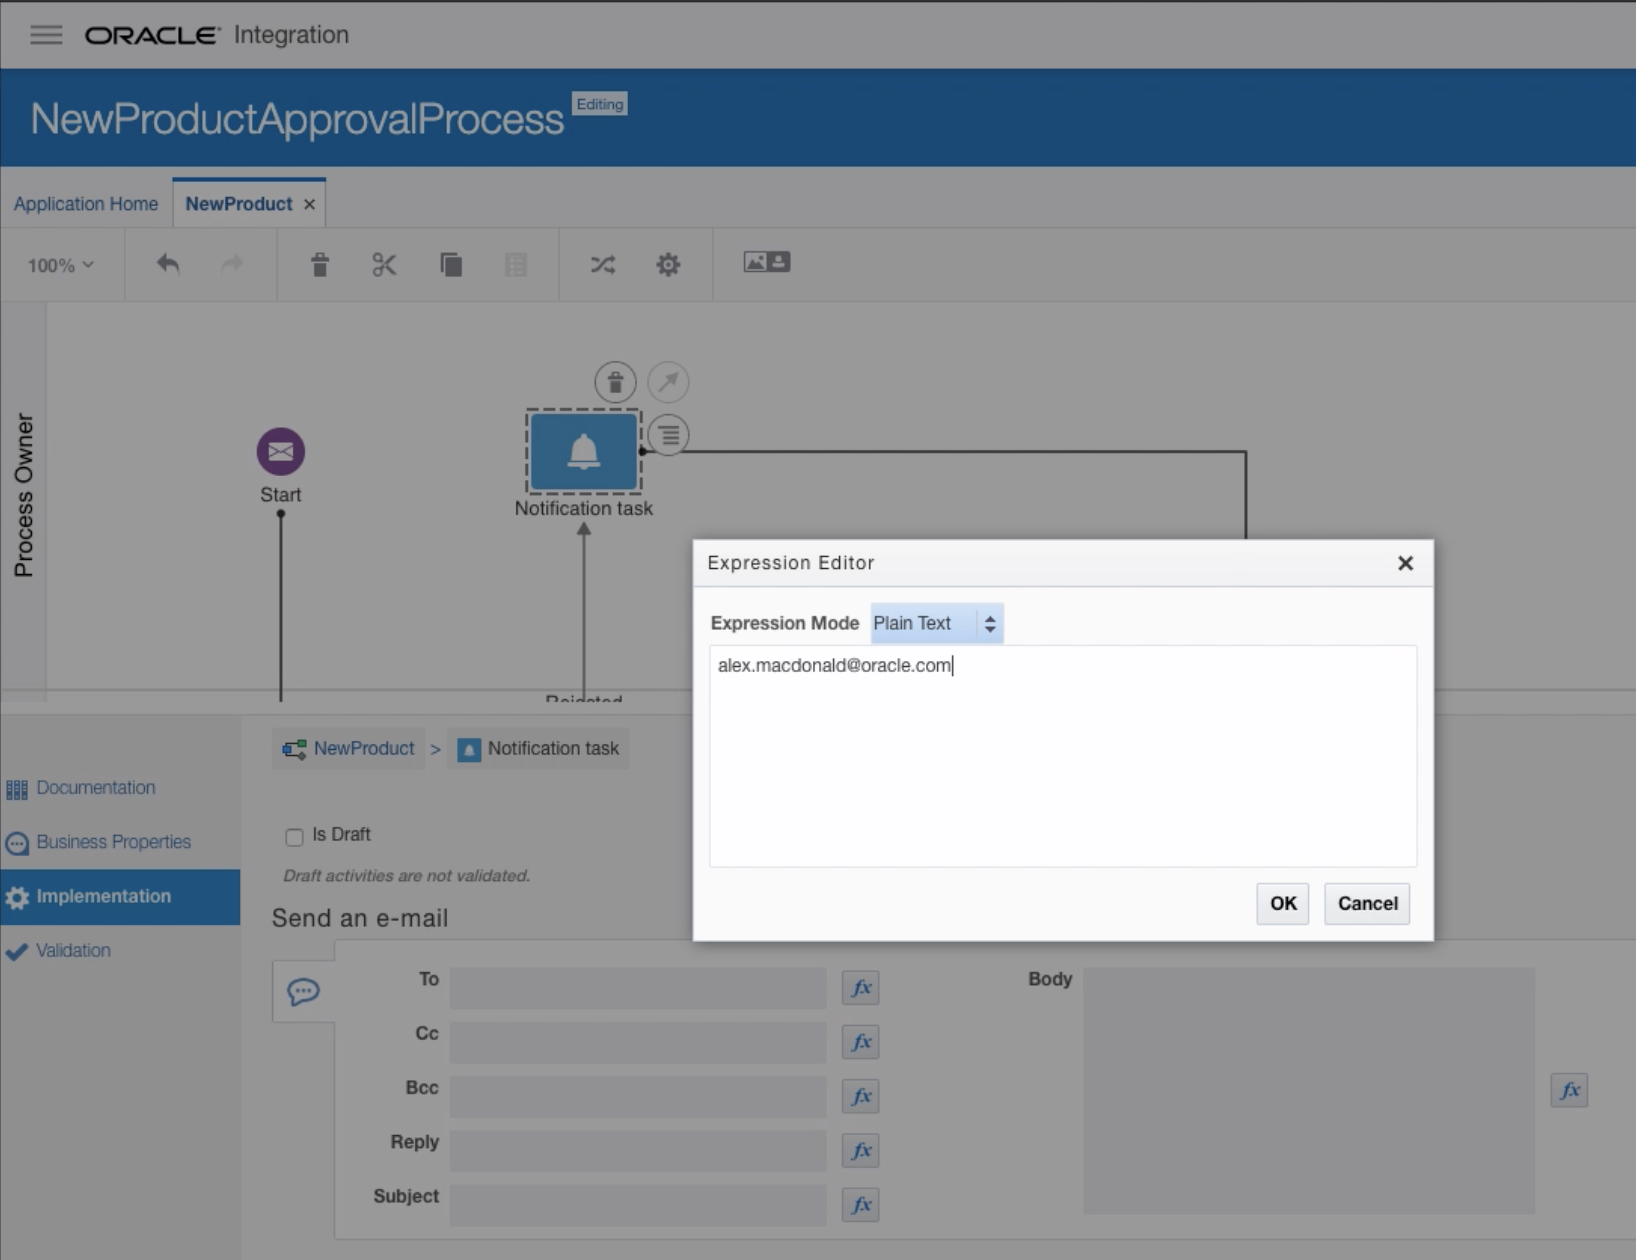 ORACLE Integration
NewProductApprovalProcess Editing
Application Home NewProduct ×
100%
Process Owner
Start
Notification task
Rejected
Expression Editor ×
Expression Mode Plain Text
alex.macdonald@oracle.com
OK Cancel
NewProduct > Notification task
Documentation
Business Properties
Implementation
Validation
Is Draft
Draft activities are not validated.
Send an e-mail
To fx
Cc fx
Bcc fx
Reply fx
Subject fx
Body fx